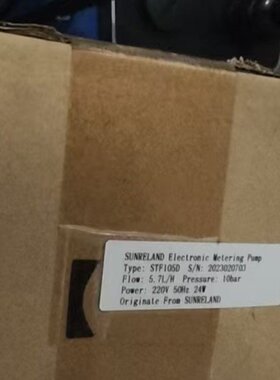 SUNRELAND Electronic Metering Pump
Type: STF105D S/N: 2023020703
Flow: 5.7L/H Pressure: 10bar
Power: 220V 50Hz 24W
Originate From SUNRELAND